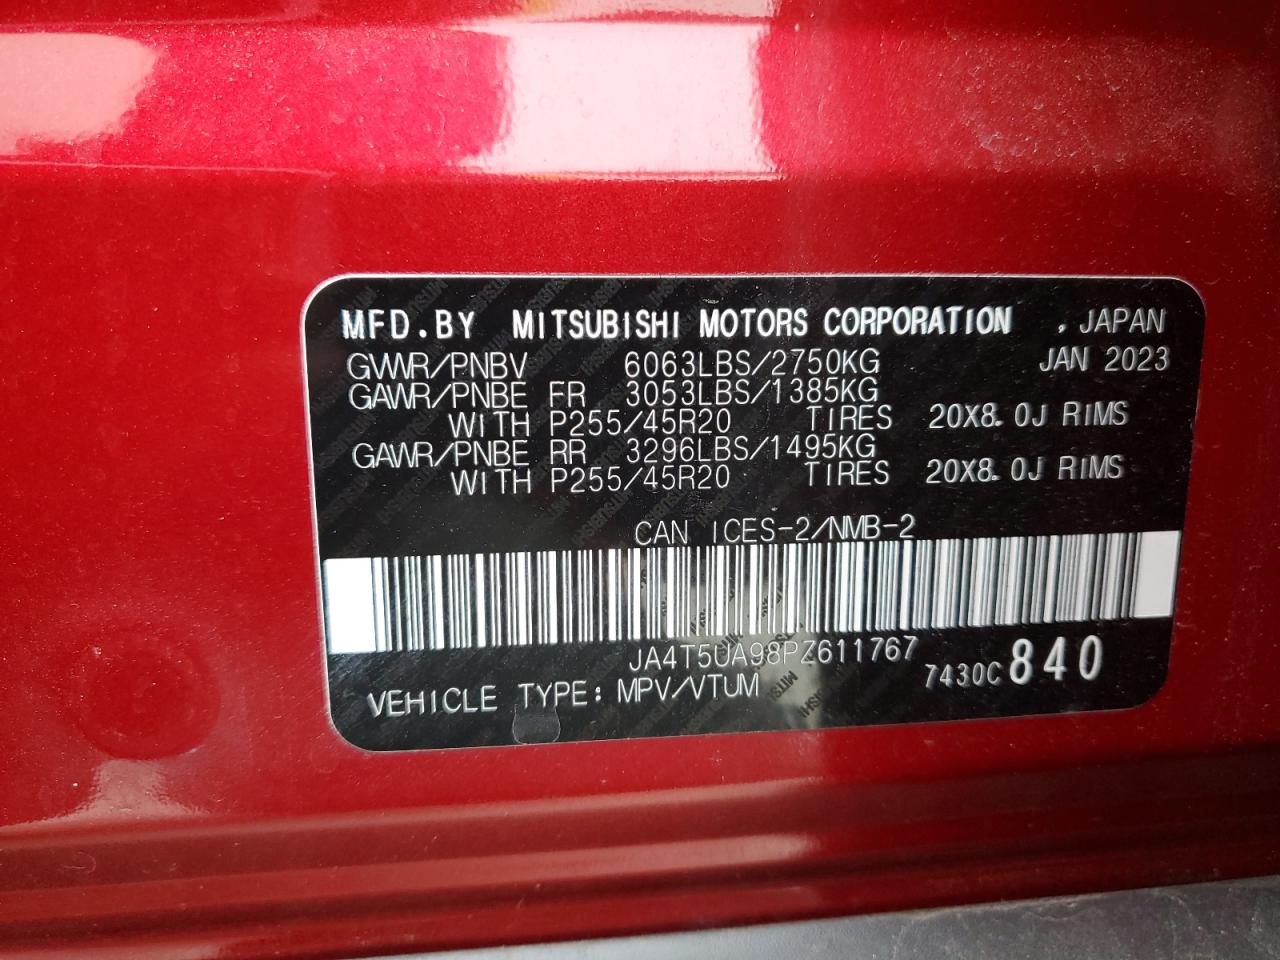 MFD.BY MITSUBISHI MOTORS CORPORATION , JAPAN
GVWR/PNBV 6063LBS/2750KG JAN 2023
GAWR/PNBE FR 3053LBS/1385KG
WITH P255/45R20 TIRES 20X8.0J RIMS
GAWR/PNBE RR 3296LBS/1495KG
WITH P255/45R20 TIRES 20X8.0J RIMS
CAN ICES-2/NMB-2
JA4T5UA98PZ611767
7430C 840
VEHICLE TYPE: MPV/VTUM